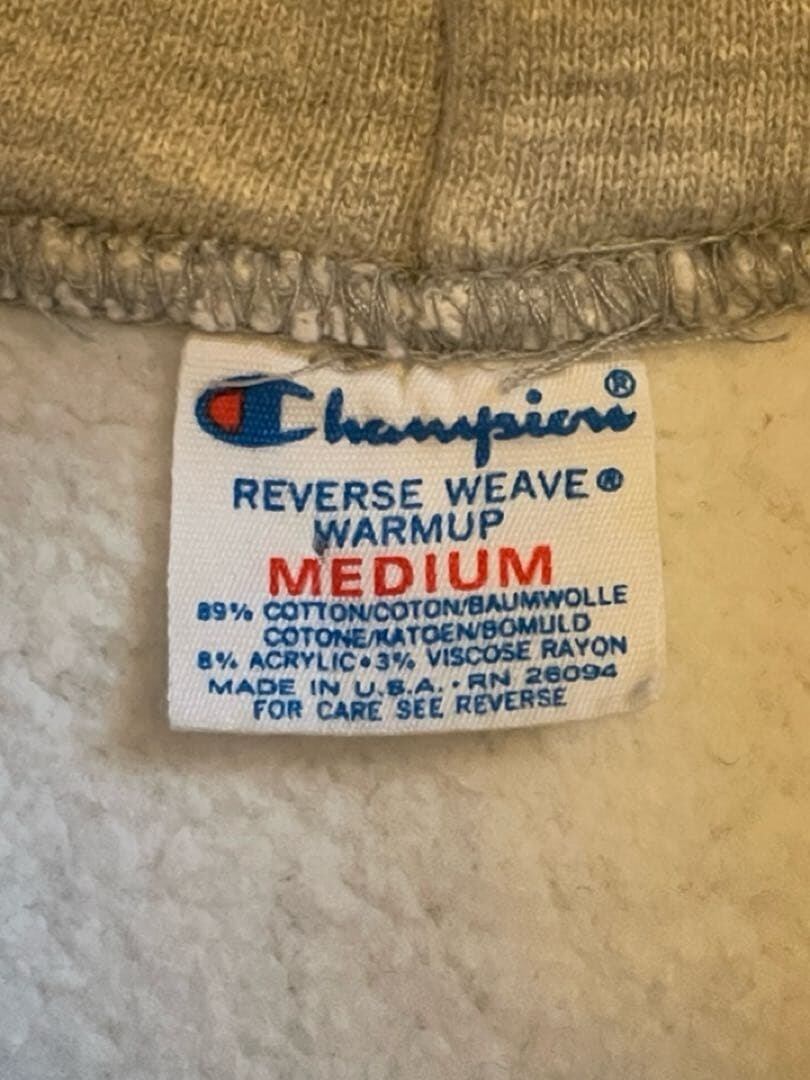 Champion®
REVERSE WEAVE®
WARMUP
MEDIUM
89% COTTON/COTON/BAUMWOLLE
COTONE/KATOEN/BOMULD
8% ACRYLIC•3% VISCOSE RAYON
MADE IN U.S.A. • RN 26094
FOR CARE SEE REVERSE